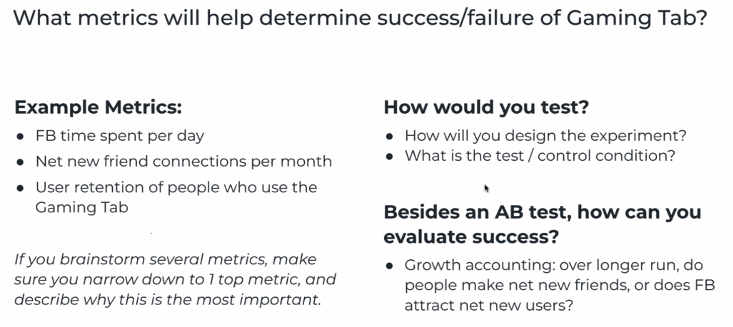 What metrics will help determine success/failure of Gaming Tab?
Example Metrics:
● FB time spent per day
● Net new friend connections per month
● User retention of people who use the
Gaming Tab
If you brainstorm several metrics, make
sure you narrow down to 1 top metric, and
describe why this is the most important.
How would you test?
● How will you design the experiment?
● What is the test / control condition?
Besides an AB test, how can you
evaluate success?
● Growth accounting: over longer run, do
people make net new friends, or does FB
attract net new users?